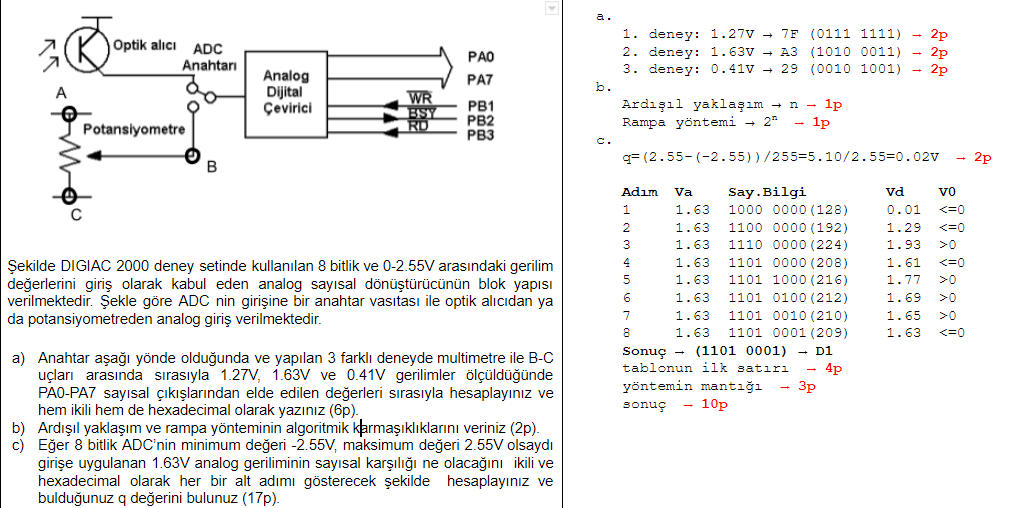 Optik alıcı
ADC
Anahtarı
A
Potansiyometre
B
C
Analog
Dijital
Çevirici
WR
BSY
RD
PA0
PA7
PB1
PB2
PB3
Şekilde DIGIAC 2000 deney setinde kullanılan 8 bitlik ve 0-2.55V arasındaki gerilim
değerlerini giriş olarak kabul eden analog sayısal dönüştürücünün blok yapısı
verilmektedir. Şekle göre ADC nin girişine bir anahtar vasıtası ile optik alıcıdan ya
da potansiyometreden analog giriş verilmektedir.
a) Anahtar aşağı yönde olduğunda ve yapılan 3 farklı deneyde multimetre ile B-C
uçları arasında sırasıyla 1.27V, 1.63V ve 0.41V gerilimler ölçüldüğünde
PA0-PA7 sayısal çıkışlarından elde edilen değerleri sırasıyla hesaplayınız ve
hem ikili hem de hexadecimal olarak yazınız (6p).
b) Ardışıl yaklaşım ve rampa yönteminin algoritmik karmaşıklıklarını veriniz (2p).
c) Eğer 8 bitlik ADC'nin minimum değeri -2.55V, maksimum değeri 2.55V olsaydı
girişe uygulanan 1.63V analog geriliminin sayısal karşılığı ne olacağını ikili ve
hexadecimal olarak her bir alt adımı gösterecek şekilde hesaplayınız ve
bulduğunuz q değerini bulunuz (17p).
a.
1. deney: 1.27V → 7F (0111 1111) → 2p
2. deney: 1.63V → A3 (1010 0011) → 2p
3. deney: 0.41V → 29 (0010 1001) → 2p
b.
Ardışıl yaklaşım → n → 1p
Rampa yöntemi → 2ⁿ → 1p
c.
q=(2.55-(-2.55))/255=5.10/2.55=0.02V → 2p
Adım Va Say.Bilgi Vd V0
1 1.63 1000 0000(128) 0.01 <=0
2 1.63 1100 0000(192) 1.29 <=0
3 1.63 1110 0000(224) 1.93 >0
4 1.63 1101 0000(208) 1.61 <=0
5 1.63 1101 1000(216) 1.77 >0
6 1.63 1101 0100(212) 1.69 >0
7 1.63 1101 0010(210) 1.65 >0
8 1.63 1101 0001(209) 1.63 <=0
Sonuç → (1101 0001) → D1
tablonun ilk satırı → 4p
yöntemin mantığı → 3p
sonuç → 10p